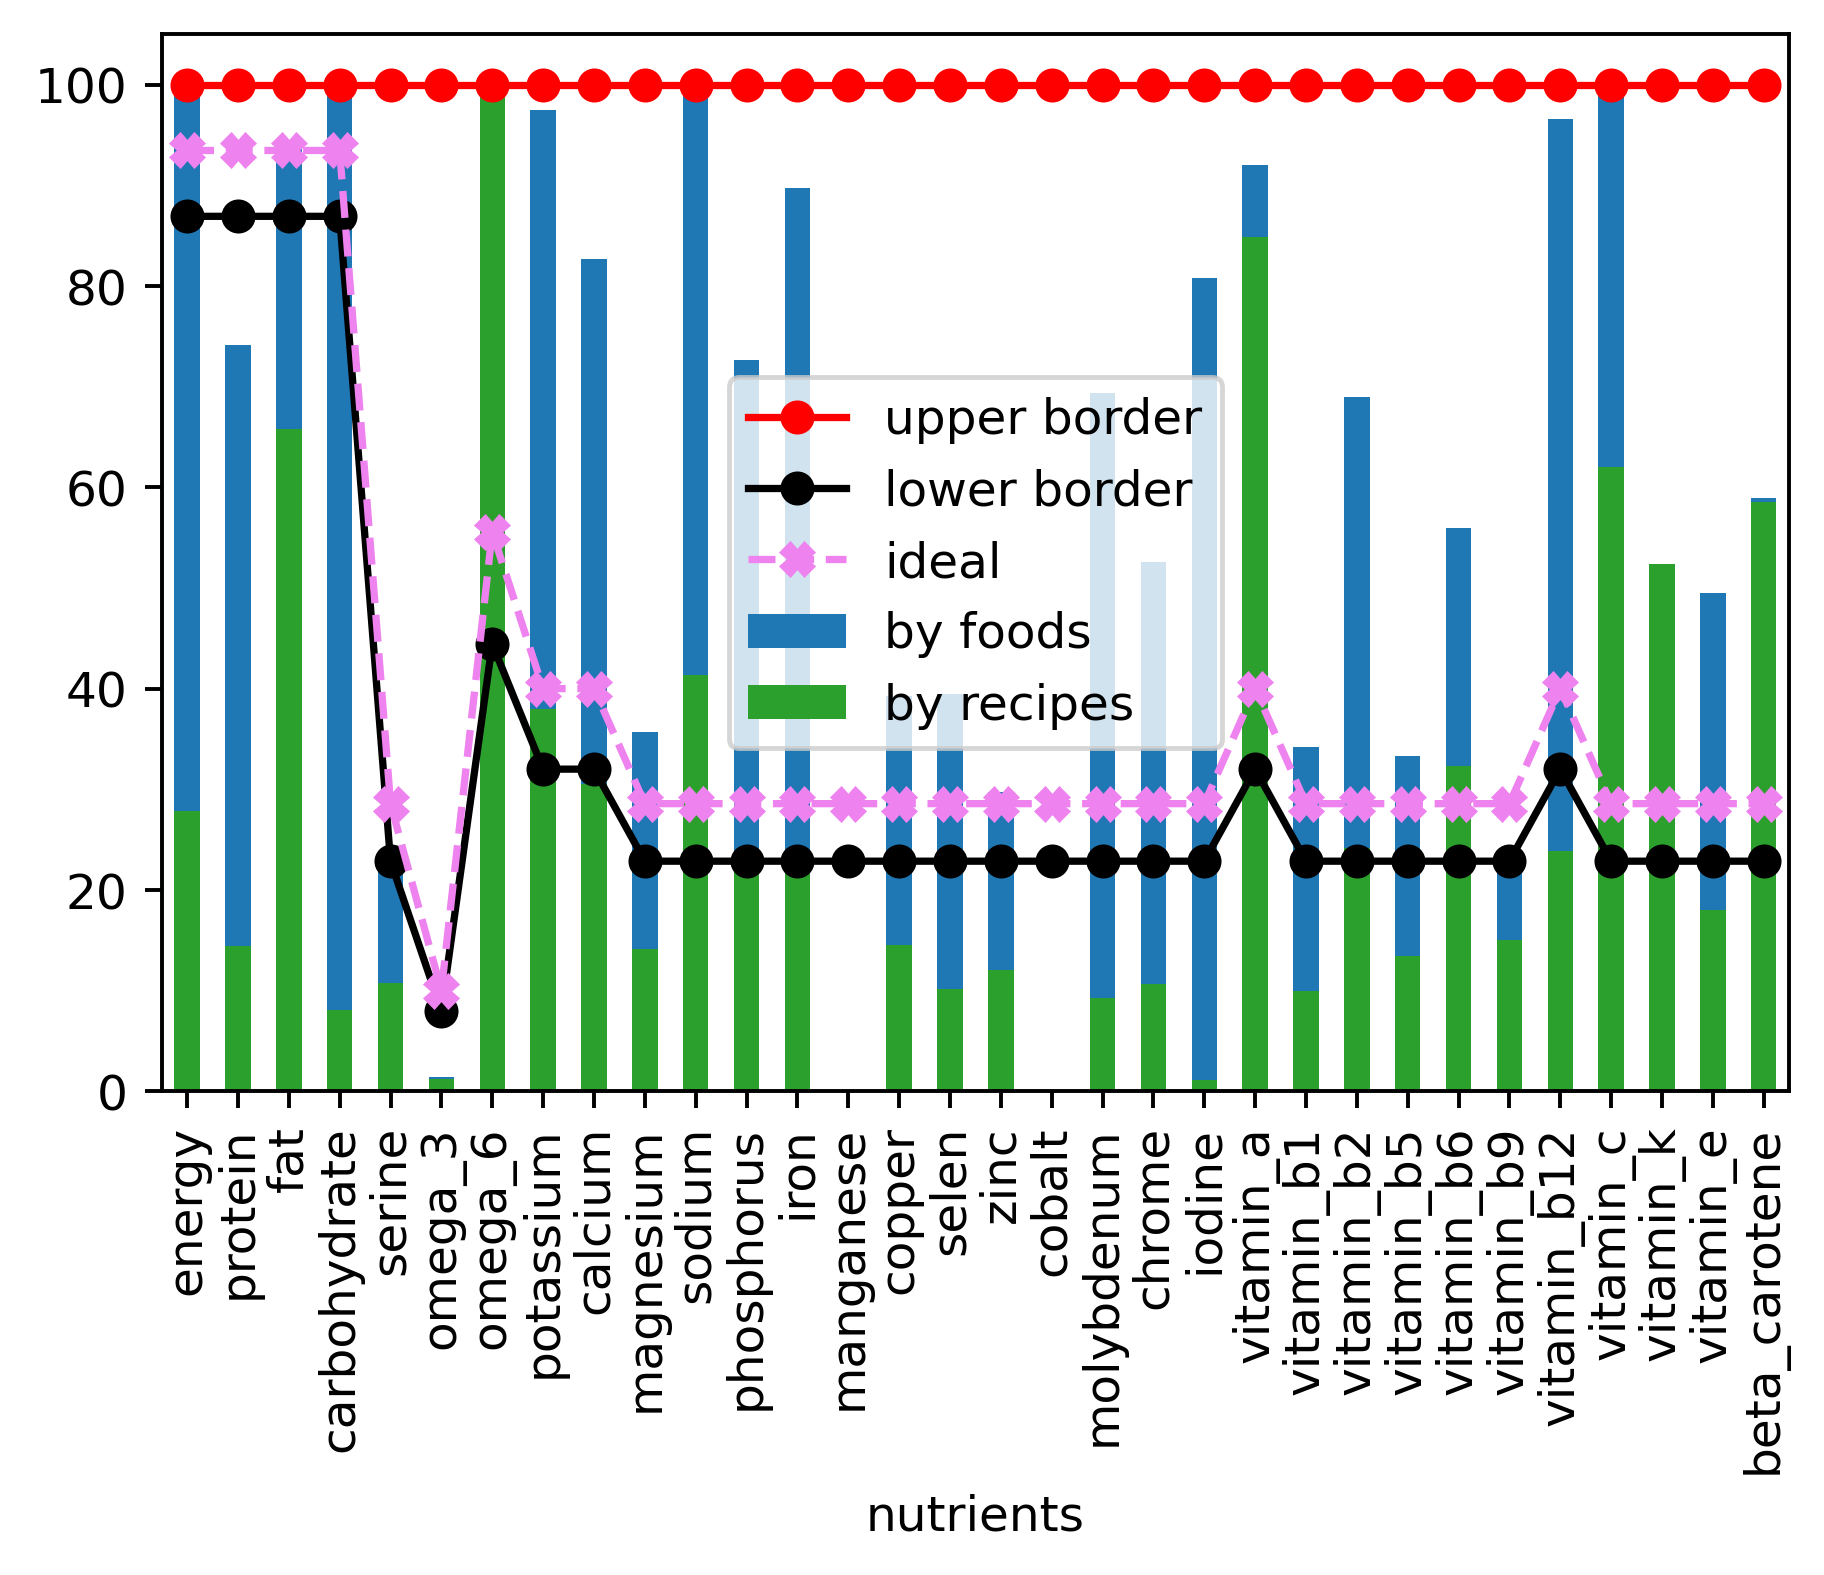 100
80
60
40
20
0
upper border
lower border
ideal
by foods
by recipes
energy
protein
fat
carbohydrate
serine
omega_3
omega_6
potassium
calcium
magnesium
sodium
phosphorus
iron
manganese
copper
selen
zinc
cobalt
molybdenum
chrome
iodine
vitamin_a
vitamin_b1
vitamin_b2
vitamin_b5
vitamin_b6
vitamin_b9
vitamin_b12
vitamin_c
vitamin_k
vitamin_e
beta_carotene
nutrients